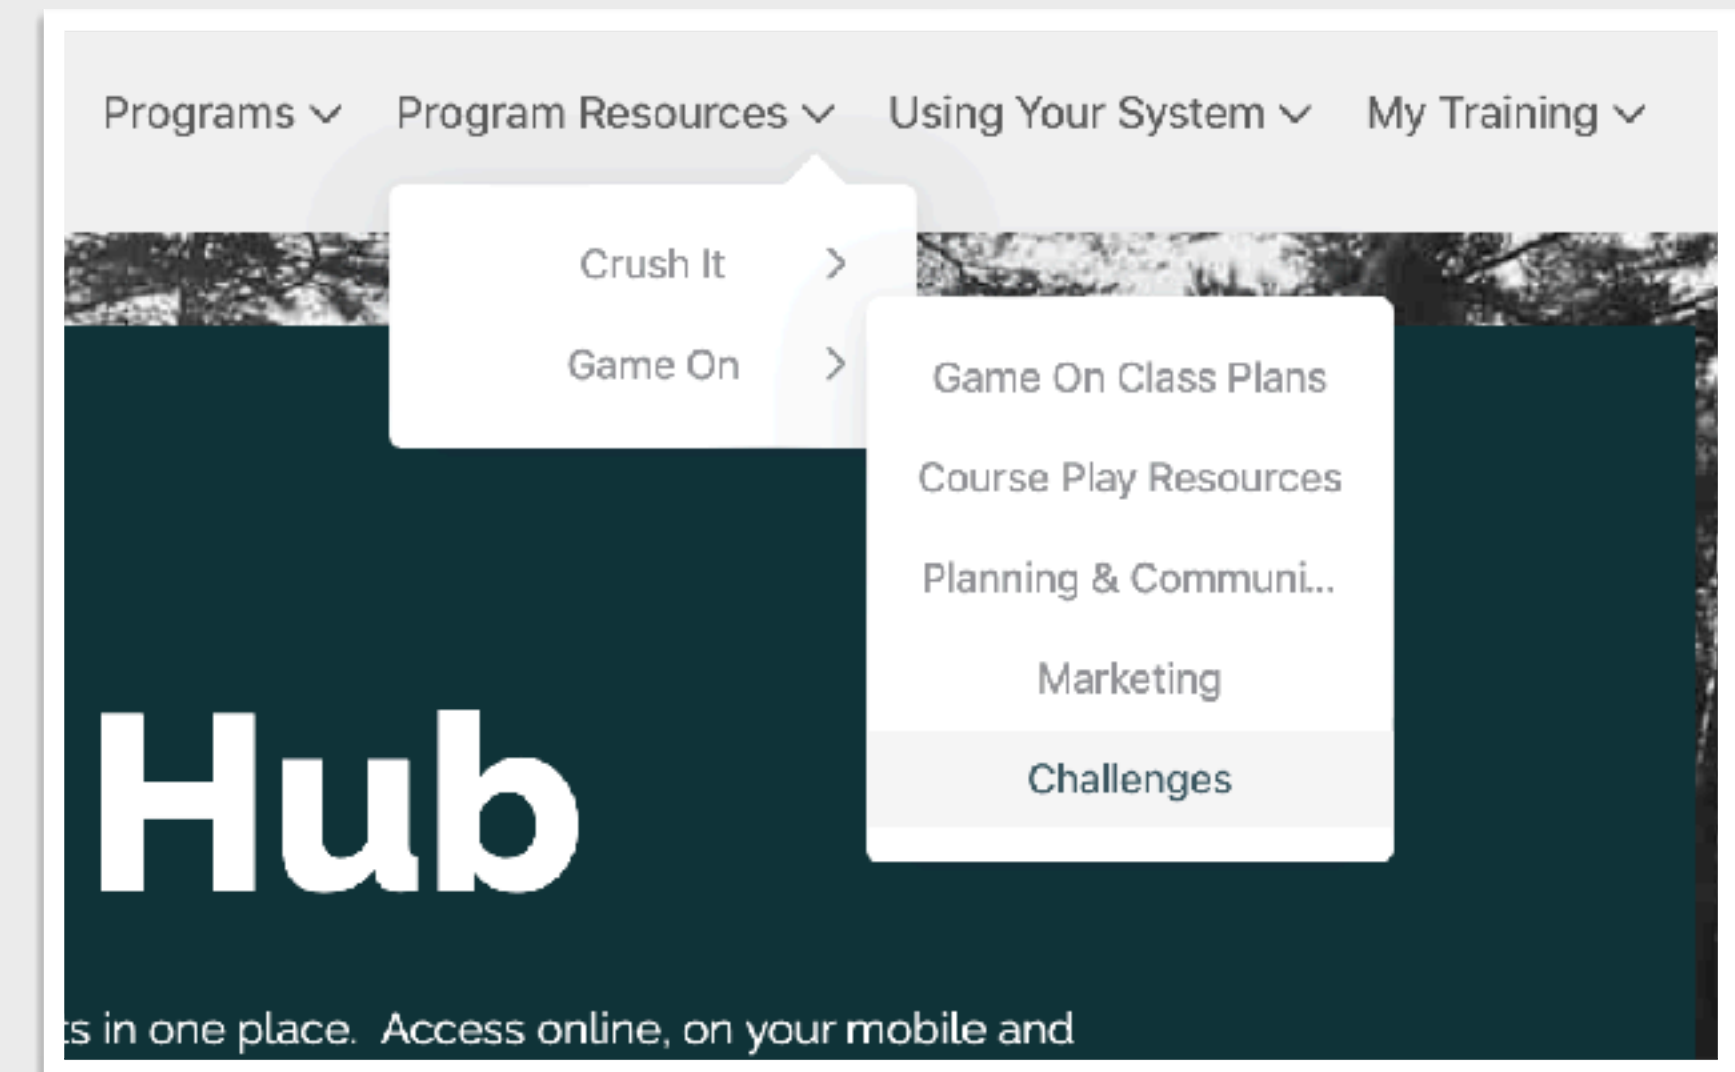 Programs Program Resources Using Your System My Training
Crush It
Game On
Game On Class Plans
Course Play Resources
Planning & Communi...
Marketing
Challenges
Hub
in one place. Access online, on your mobile and